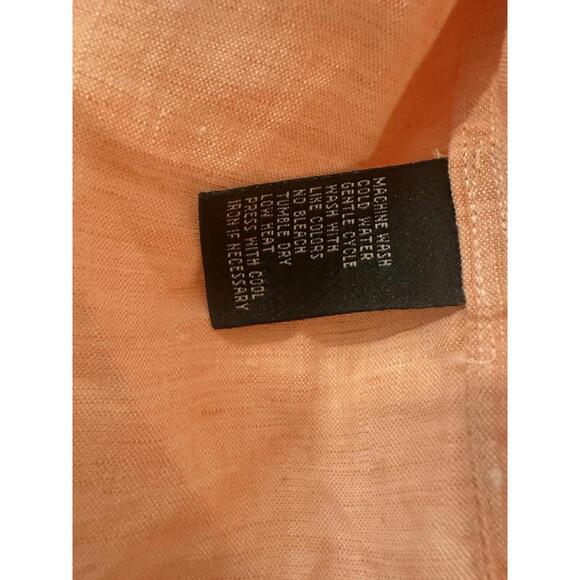 MACHINE WASH
COLD WATER
GENTLE CYCLE
WASH WITH
LIKE COLORS
NO BLEACH
TUMBLE DRY
LOW HEAT
PRESS WITH COOL
IRON IF NECESSARY